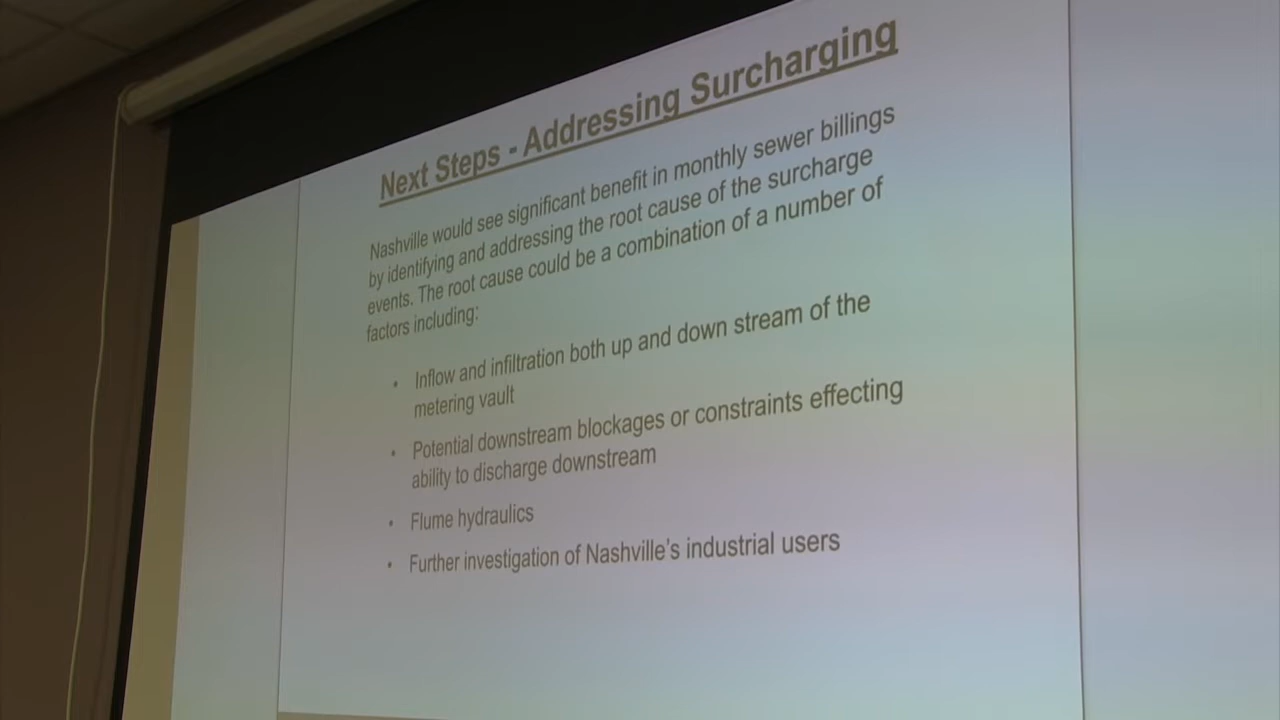 Next Steps - Addressing Surcharging
Nashville would see significant benefit in monthly sewer billings
by identifying and addressing the root cause of the surcharge
events. The root cause could be a combination of a number of
factors including:
• Inflow and infiltration both up and down stream of the
metering vault
• Potential downstream blockages or constraints effecting
ability to discharge downstream
• Flume hydraulics
• Further investigation of Nashville's industrial users